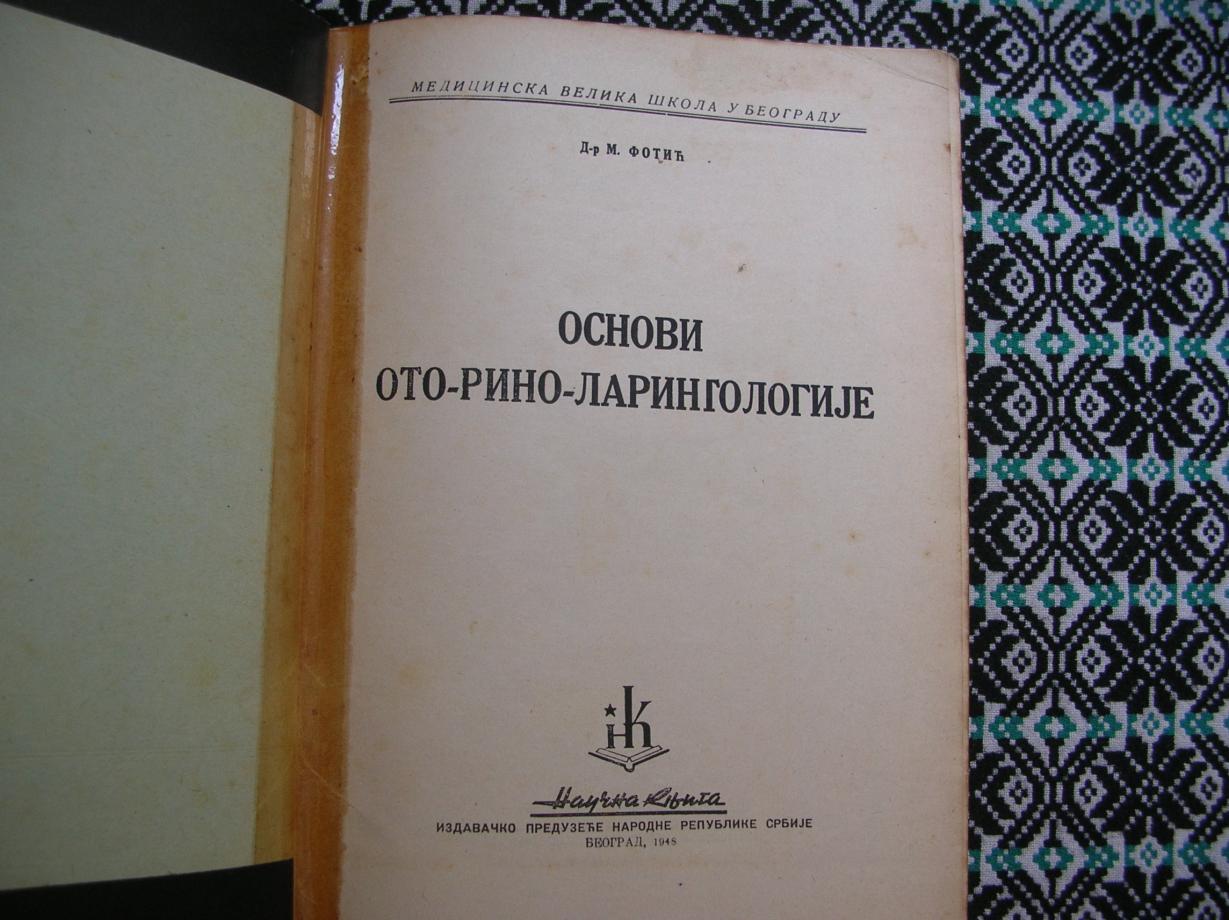 МЕДИЦИНСКА ВЕЛИКА ШКОЛА У БЕОГРАДУ
Д-р М. ФОТИЋ
ОСНОВИ
ОТО-РИНО-ЛАРИНГОЛОГИЈЕ
НК
Научна књига
ИЗДАВАЧКО ПРЕДУЗЕЋЕ НАРОДНЕ РЕПУБЛИКЕ СРБИЈЕ
БЕОГРАД, 1948